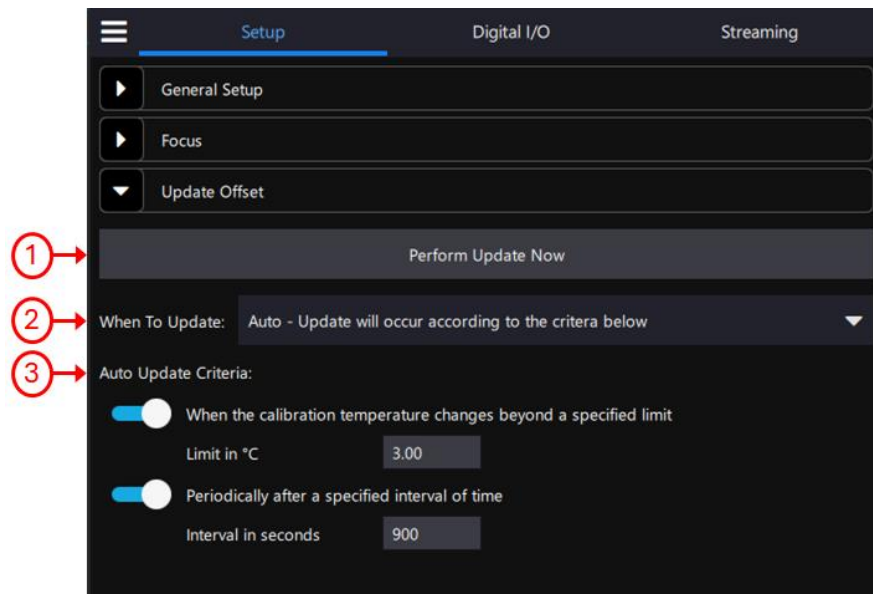 Setup Digital I/O Streaming
General Setup
Focus
Update Offset
1 Perform Update Now
2 When To Update: Auto - Update will occur according to the critera below
3 Auto Update Criteria:
When the calibration temperature changes beyond a specified limit
Limit in °C 3.00
Periodically after a specified interval of time
Interval in seconds 900